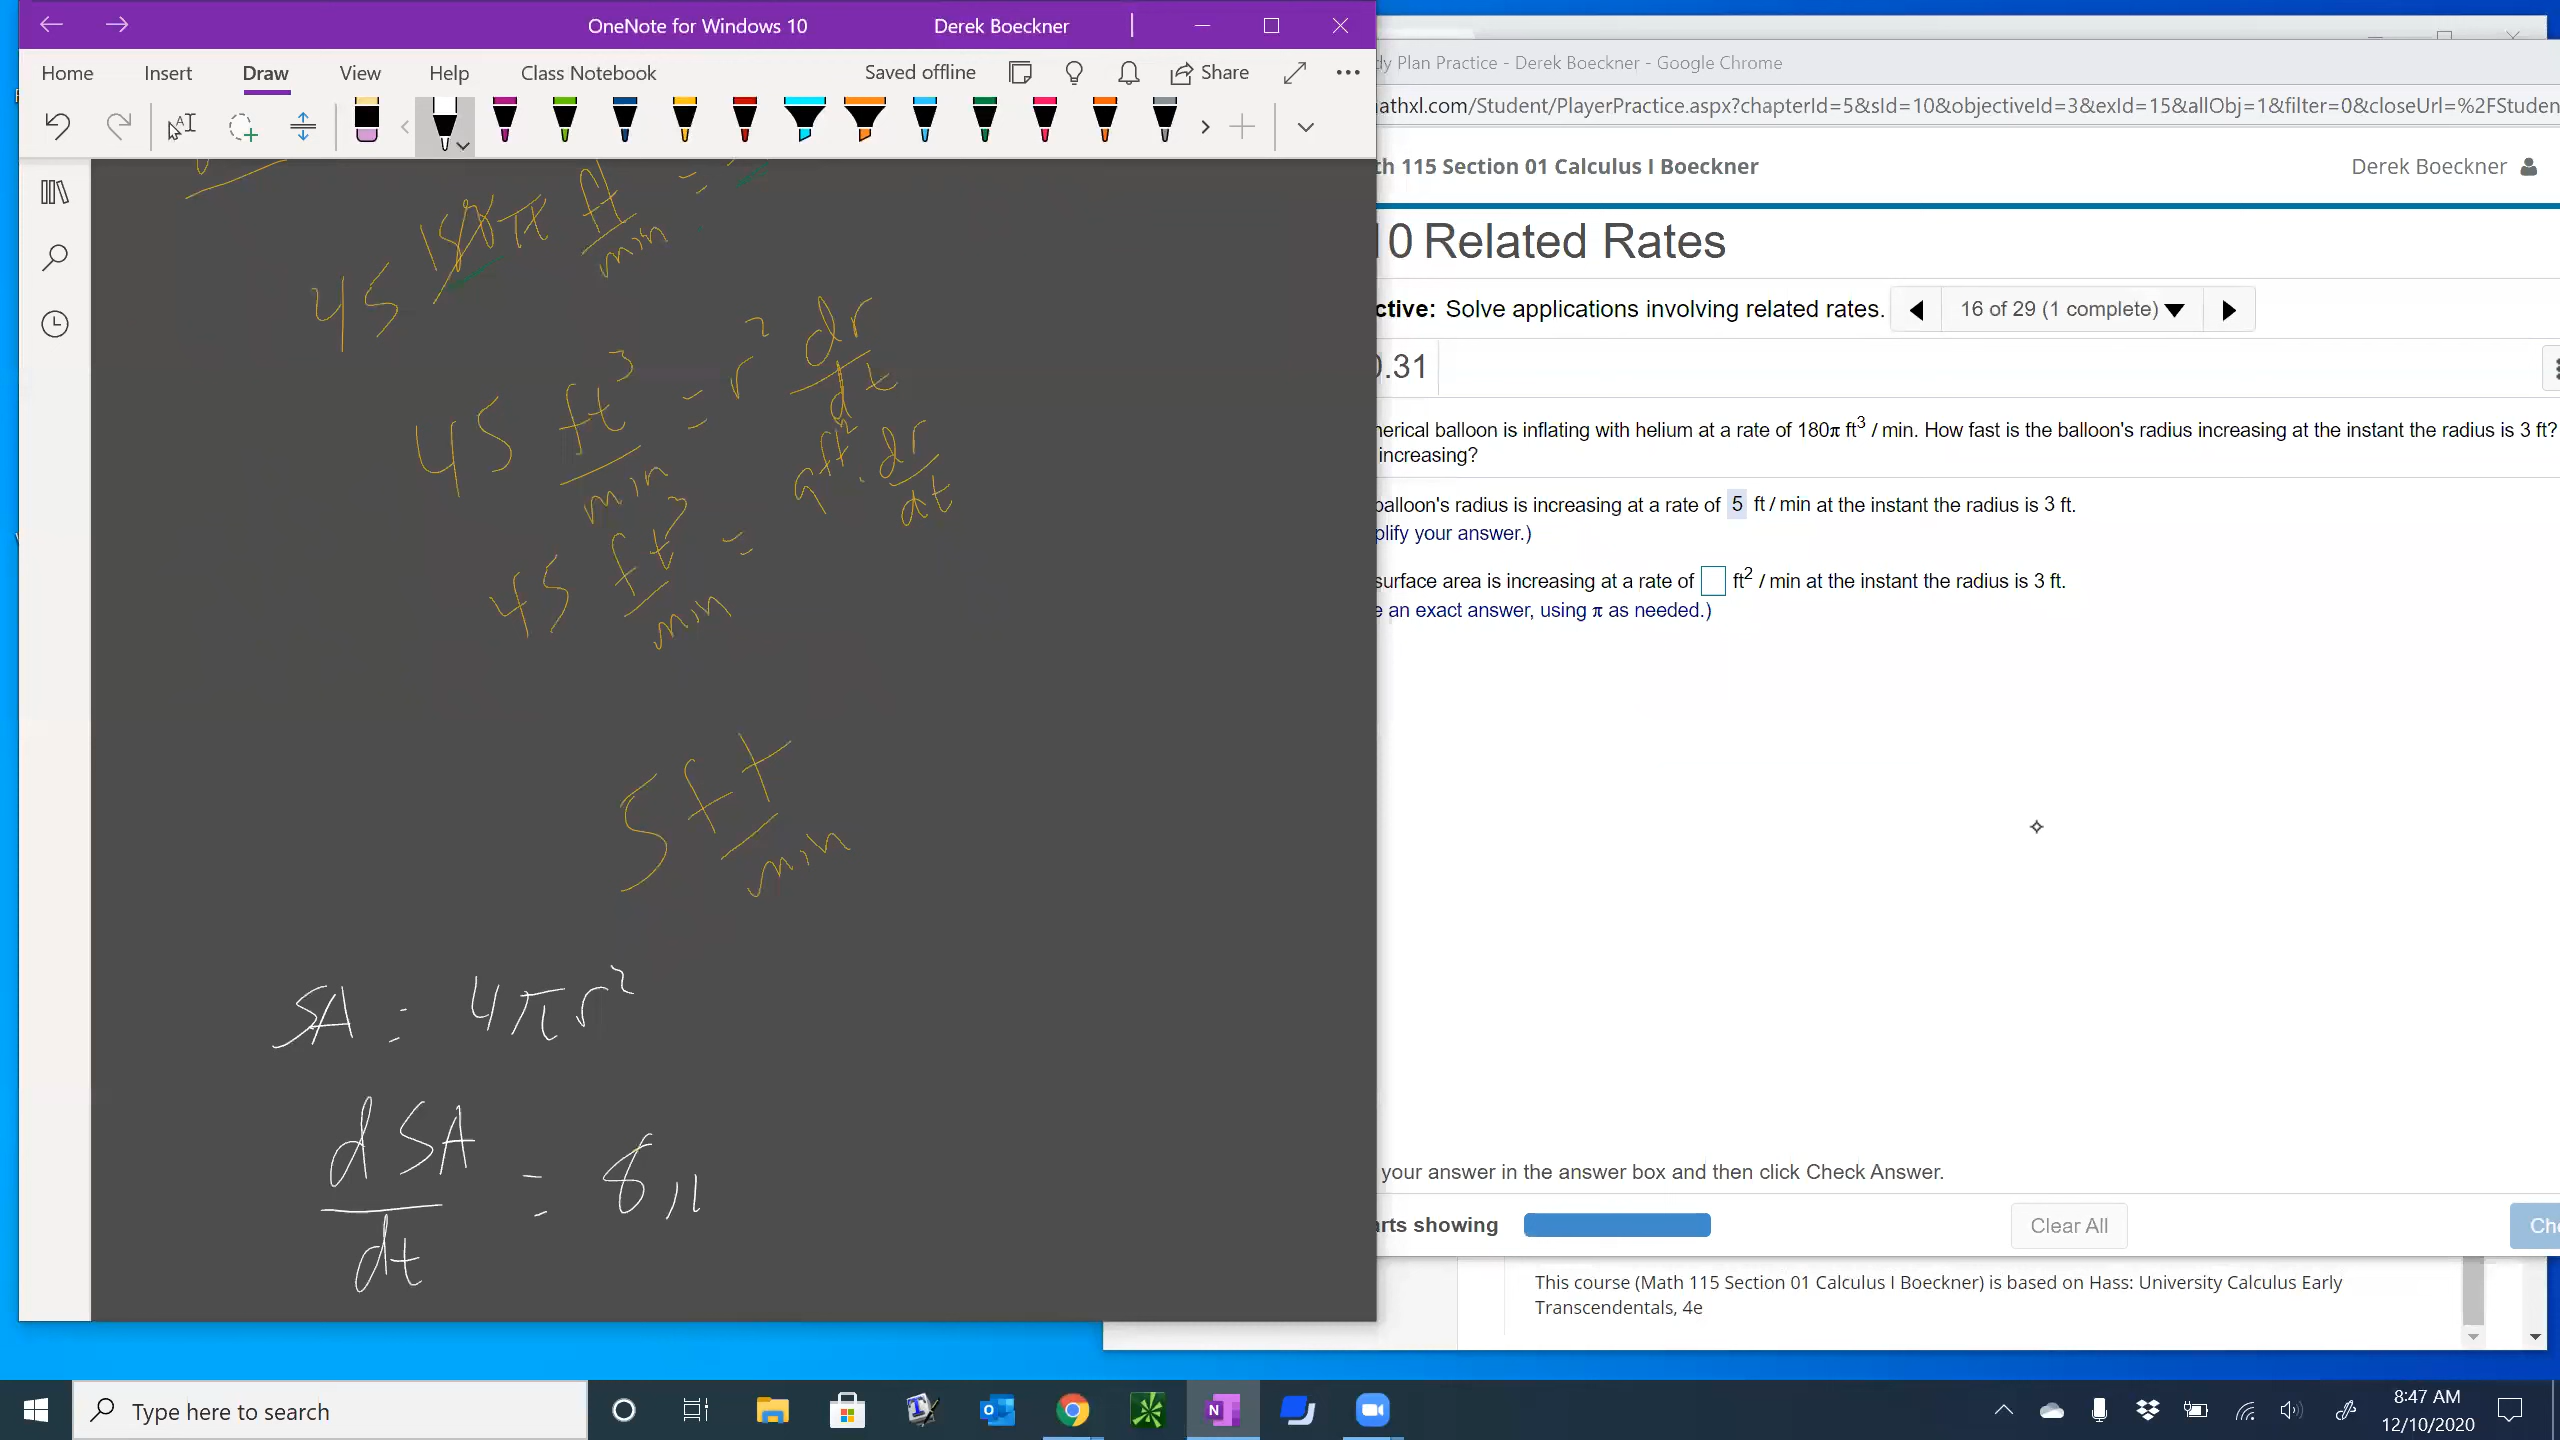 OneNote for Windows 10
Derek Boeckner
Home Insert Draw View Help Class Notebook
Saved offline
Share
180π ft/min =
45
45 ft³/min = r² dr/dt
45 ft³/min = 9ft² · dr/dt
5 ft/min
SA = 4πr²
dSA/dt = 8
dy Plan Practice - Derek Boeckner - Google Chrome
mathxl.com/Student/PlayerPractice.aspx?chapterId=5&sId=10&objectiveId=3&exId=15&allObj=1&filter=0&closeUrl=%2FStuden
th 115 Section 01 Calculus I Boeckner
Derek Boeckner
10 Related Rates
ctive: Solve applications involving related rates.
16 of 29 (1 complete)
0.31
herical balloon is inflating with helium at a rate of 180π ft³ / min. How fast is the balloon's radius increasing at the instant the radius is 3 ft?
increasing?
balloon's radius is increasing at a rate of 5 ft / min at the instant the radius is 3 ft.
plify your answer.)
surface area is increasing at a rate of ft² / min at the instant the radius is 3 ft.
e an exact answer, using π as needed.)
your answer in the answer box and then click Check Answer.
arts showing
Clear All
Che
This course (Math 115 Section 01 Calculus I Boeckner) is based on Hass: University Calculus Early
Transcendentals, 4e
Type here to search
8:47 AM
12/10/2020